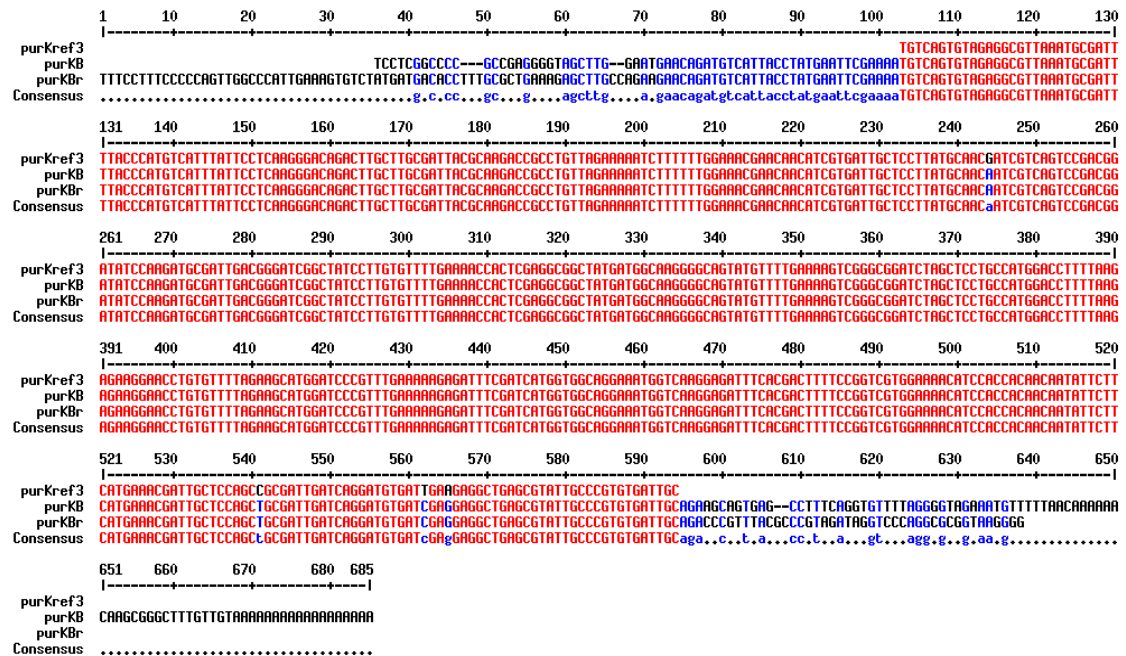 1 10 20 30 40 50 60 70 80 90 100 110 120 130
|--------+---------+---------+---------+---------+---------+---------+---------+---------+---------+---------+---------+---------|
purKref3 TGTCAGTGTAGAGGCGTTAAATGCGATT
purKB TCCTCGGCCCC---GCCGAGGGGTAGCTTG--GAATGAACAGATGTCATTACCTATGAATTCGAAAATGTCAGTGTAGAGGCGTTAAATGCGATT
purKBr TTTCCTTTCCCCCAGTTGGCCCATTGAAAGTGTCTATGATGACACCTTTGCGCTGAAAGAGCTTGCCAGAAGAACAGATGTCATTACCTATGAATTCGAAAATGTCAGTGTAGAGGCGTTAAATGCGATT
Consensus ........................................g.c.cc...gc...g....agcttg....a.gaacagatgtcattacctatgaattcgaaaaTGTCAGTGTAGAGGCGTTAAATGCGATT
131 140 150 160 170 180 190 200 210 220 230 240 250 260
|--------+---------+---------+---------+---------+---------+---------+---------+---------+---------+---------+---------+---------|
purKref3 TTACCCATGTCATTTATTCCTCAAGGGACAGACTTGCTTGCGATTACGCAAGACCGCCTGTTAGAAAAATCTTTTTTGGAAACGAACAACATCGTGATTGCTCCTTATGCAACGATCGTCAGTCCGACGG
purKB TTACCCATGTCATTTATTCCTCAAGGGACAGACTTGCTTGCGATTACGCAAGACCGCCTGTTAGAAAAATCTTTTTTGGAAACGAACAACATCGTGATTGCTCCTTATGCAACAATCGTCAGTCCGACGG
purKBr TTACCCATGTCATTTATTCCTCAAGGGACAGACTTGCTTGCGATTACGCAAGACCGCCTGTTAGAAAAATCTTTTTTGGAAACGAACAACATCGTGATTGCTCCTTATGCAACAATCGTCAGTCCGACGG
Consensus TTACCCATGTCATTTATTCCTCAAGGGACAGACTTGCTTGCGATTACGCAAGACCGCCTGTTAGAAAAATCTTTTTTGGAAACGAACAACATCGTGATTGCTCCTTATGCAACaATCGTCAGTCCGACGG
261 270 280 290 300 310 320 330 340 350 360 370 380 390
|--------+---------+---------+---------+---------+---------+---------+---------+---------+---------+---------+---------+---------|
purKref3 ATATCCAAGATGCGATTGACGGGATCGGCTATCCTTGTGTTTTGAAAACCACTCGAGGCGGCTATGATGGCAAGGGGCAGTATGTTTTGAAAAGTCGGGCGGATCTAGCTCCTGCCATGGACCTTTTAAG
purKB ATATCCAAGATGCGATTGACGGGATCGGCTATCCTTGTGTTTTGAAAACCACTCGAGGCGGCTATGATGGCAAGGGGCAGTATGTTTTGAAAAGTCGGGCGGATCTAGCTCCTGCCATGGACCTTTTAAG
purKBr ATATCCAAGATGCGATTGACGGGATCGGCTATCCTTGTGTTTTGAAAACCACTCGAGGCGGCTATGATGGCAAGGGGCAGTATGTTTTGAAAAGTCGGGCGGATCTAGCTCCTGCCATGGACCTTTTAAG
Consensus ATATCCAAGATGCGATTGACGGGATCGGCTATCCTTGTGTTTTGAAAACCACTCGAGGCGGCTATGATGGCAAGGGGCAGTATGTTTTGAAAAGTCGGGCGGATCTAGCTCCTGCCATGGACCTTTTAAG
391 400 410 420 430 440 450 460 470 480 490 500 510 520
|--------+---------+---------+---------+---------+---------+---------+---------+---------+---------+---------+---------+---------|
purKref3 AGAAGGAACCTGTGTTTTAGAAGCATGGATCCCGTTTGAAAAAGAGATTTCGATCATGGTGGCAGGAAATGGTCAAGGAGATTTCACGACTTTTCCGGTCGTGGAAAACATCCACCACAACAATATTCTT
purKB AGAAGGAACCTGTGTTTTAGAAGCATGGATCCCGTTTGAAAAAGAGATTTCGATCATGGTGGCAGGAAATGGTCAAGGAGATTTCACGACTTTTCCGGTCGTGGAAAACATCCACCACAACAATATTCTT
purKBr AGAAGGAACCTGTGTTTTAGAAGCATGGATCCCGTTTGAAAAAGAGATTTCGATCATGGTGGCAGGAAATGGTCAAGGAGATTTCACGACTTTTCCGGTCGTGGAAAACATCCACCACAACAATATTCTT
Consensus AGAAGGAACCTGTGTTTTAGAAGCATGGATCCCGTTTGAAAAAGAGATTTCGATCATGGTGGCAGGAAATGGTCAAGGAGATTTCACGACTTTTCCGGTCGTGGAAAACATCCACCACAACAATATTCTT
521 530 540 550 560 570 580 590 600 610 620 630 640 650
|--------+---------+---------+---------+---------+---------+---------+---------+---------+---------+---------+---------+---------|
purKref3 CATGAAACGATTGCTCCAGCCGCGATTGATCAGGATGTGATTGAAGAGGCTGAGCGTATTGCCCGTGTGATTGC
purKB CATGAAACGATTGCTCCAGCTGCGATTGATCAGGATGTGATCGAGGAGGCTGAGCGTATTGCCCGTGTGATTGCAGAAGCAGTGAG--CCTTTCAGGTGTTTTAGGGGTAGAAATGTTTTTAACAAAAAA
purKBr CATGAAACGATTGCTCCAGCTGCGATTGATCAGGATGTGATCGAGGAGGCTGAGCGTATTGCCCGTGTGATTGCAGACCCGTTTACGCCCGTAGATAGGTCCCAGGCGCGGTAAGGGG
Consensus CATGAAACGATTGCTCCAGCtGCGATTGATCAGGATGTGATcGAgGAGGCTGAGCGTATTGCCCGTGTGATTGCaga..c..t.a...cc.t..a...gt...agg.g..g.aa.g..............
651 660 670 680 685
|--------+---------+---------+----|
purKref3
purKB CAAGCGGGCTTTGTTGTAAAAAAAAAAAAAAAAAA
purKBr
Consensus ...................................